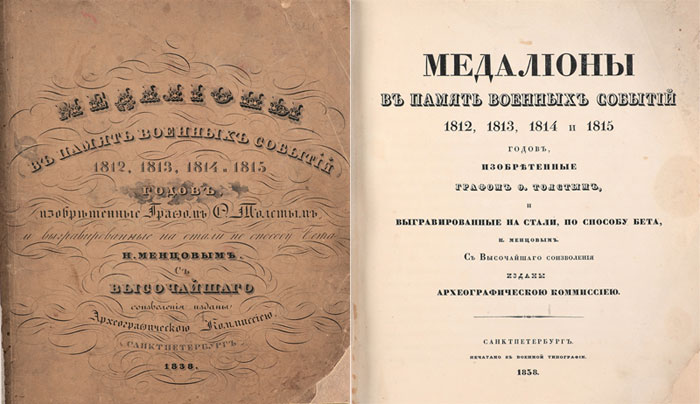 МЕДАЛІОНЫ
ВЪ ПАМЯТЬ ВОЕННЫХЪ СОБЫТІЙ
1812, 1813, 1814, 1815
ГОДОВЪ,
изобрѣтенные Графомъ Ѳ. Толстымъ,
и выгравированные на стали по способу Бета
Н. МЕНЦОВЫМЪ.
Съ
ВЫСОЧАЙШАГО
соизволенія изданы
Археографическою Коммиссіею
САНКТПЕТЕРБУРГЪ
1838.
МЕДАЛІОНЫ
ВЪ ПАМЯТЬ ВОЕННЫХЪ СОБЫТІЙ
1812, 1813, 1814 и 1815
ГОДОВЪ,
ИЗОБРѢТЕННЫЕ
ГРАФОМЪ Ѳ. ТОЛСТЫМЪ,
И
ВЫГРАВИРОВАННЫЕ НА СТАЛИ, ПО СПОСОБУ БЕТА,
Н. МЕНЦОВЫМЪ.
Съ Высочайшаго соизволенія
ИЗДАНЫ
АРХЕОГРАФИЧЕСКОЮ КОММИССІЕЮ.
САНКТПЕТЕРБУРГЪ.
ПЕЧАТАНО ВЪ ВОЕННОЙ ТИПОГРАФІИ.
1838.